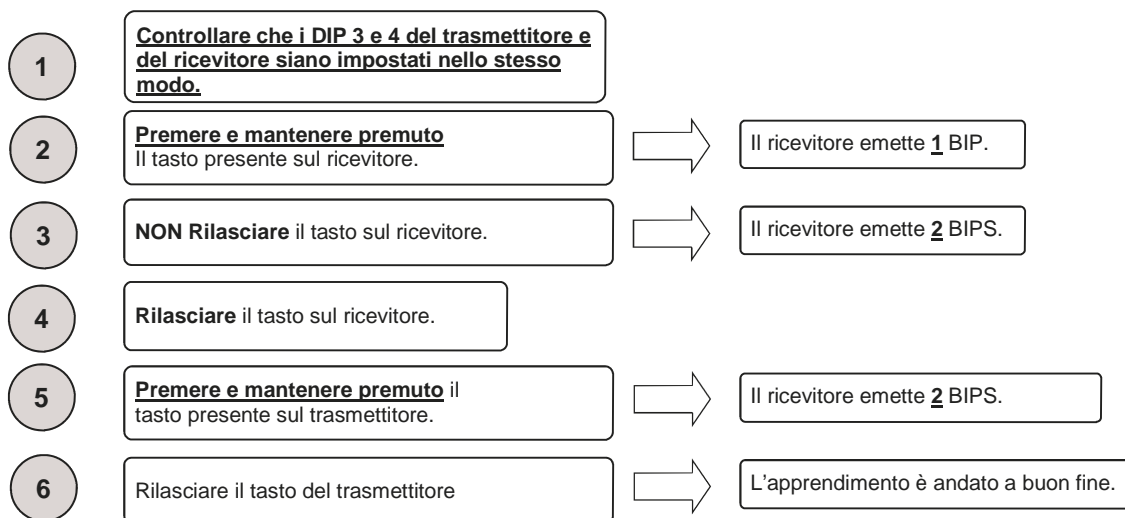 1
Controllare che i DIP 3 e 4 del trasmettitore e
del ricevitore siano impostati nello stesso
modo.
2
Premere e mantenere premuto
Il tasto presente sul ricevitore.
Il ricevitore emette 1 BIP.
3
NON Rilasciare il tasto sul ricevitore.
Il ricevitore emette 2 BIPS.
4
Rilasciare il tasto sul ricevitore.
5
Premere e mantenere premuto il
tasto presente sul trasmettitore.
Il ricevitore emette 2 BIPS.
6
Rilasciare il tasto del trasmettitore
L'apprendimento è andato a buon fine.